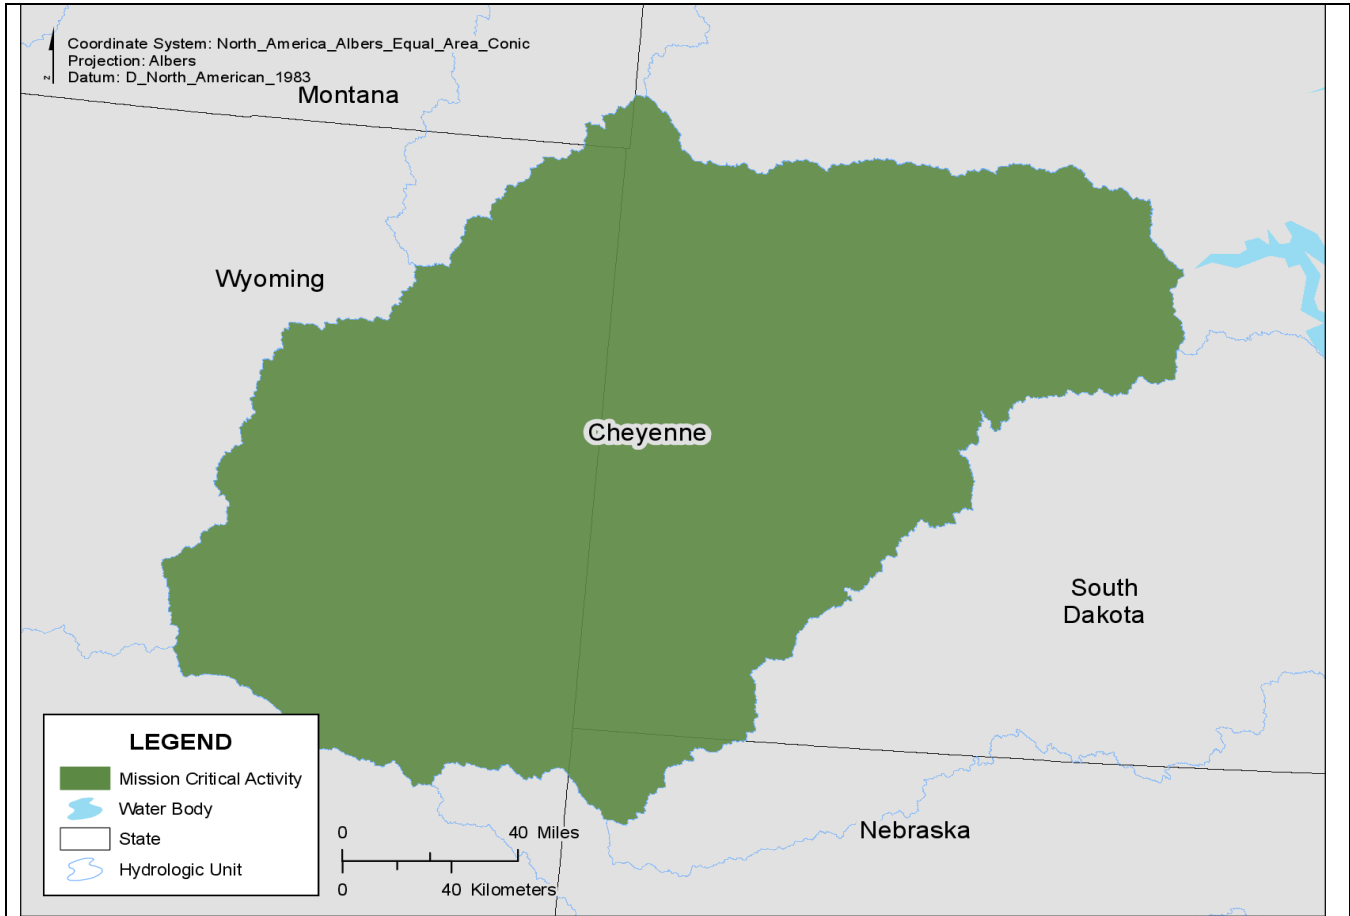 Coordinate System: North_America_Albers_Equal_Area_Conic
Projection: Albers
Datum: D_North_American_1983
z
Montana
Wyoming
Cheyenne
South
Dakota
Nebraska
LEGEND
Mission Critical Activity
Water Body
State
Hydrologic Unit
0 40 Miles
0 40 Kilometers